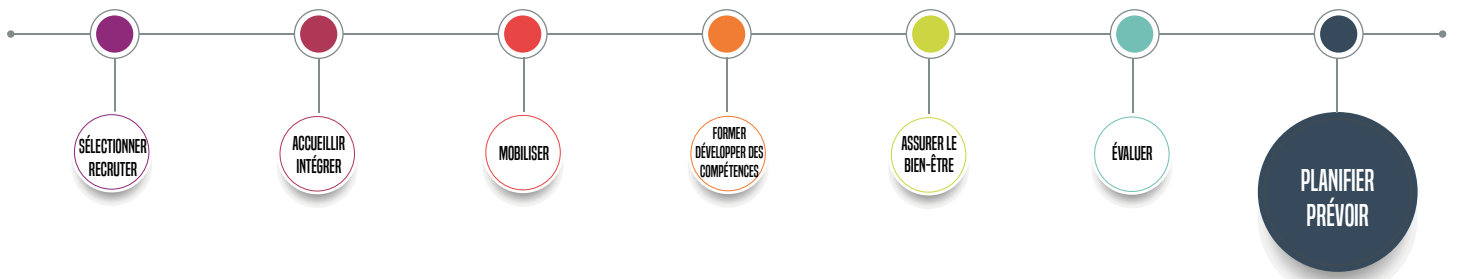 SÉLECTIONNER
RECRUTER
ACCUEILLIR
INTÉGRER
MOBILISER
FORMER
DÉVELOPPER DES
COMPÉTENCES
ASSURER LE
BIEN-ÊTRE
ÉVALUER
PLANIFIER
PRÉVOIR